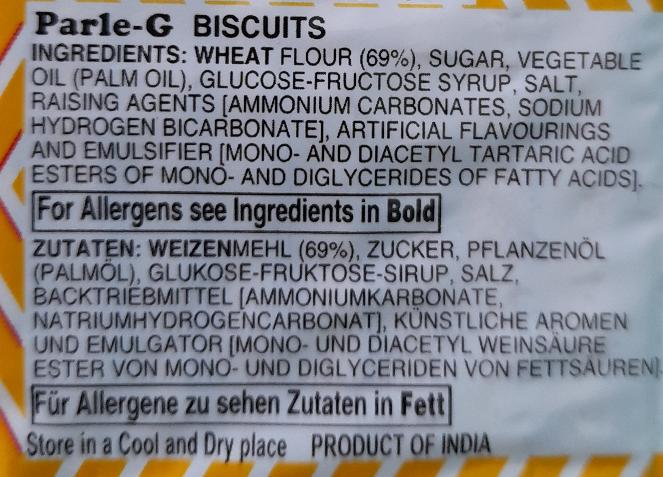 Parle-G BISCUITS
INGREDIENTS: WHEAT FLOUR (69%), SUGAR, VEGETABLE
OIL (PALM OIL), GLUCOSE-FRUCTOSE SYRUP, SALT,
RAISING AGENTS [AMMONIUM CARBONATES, SODIUM
HYDROGEN BICARBONATE], ARTIFICIAL FLAVOURINGS
AND EMULSIFIER [MONO- AND DIACETYL TARTARIC ACID
ESTERS OF MONO- AND DIGLYCERIDES OF FATTY ACIDS].
For Allergens see Ingredients in Bold
ZUTATEN: WEIZENMEHL (69%), ZUCKER, PFLANZENÖL
(PALMÖL), GLUKOSE-FRUKTOSE-SIRUP, SALZ,
BACKTRIEBMITTEL [AMMONIUMKARBONATE,
NATRIUMHYDROGENCARBONAT], KÜNSTLICHE AROMEN
UND EMULGATOR [MONO- UND DIACETYL WEINSÄURE
ESTER VON MONO- UND DIGLYCERIDEN VON FETTSÄUREN].
Für Allergene zu sehen Zutaten in Fett
Store in a Cool and Dry place PRODUCT OF INDIA